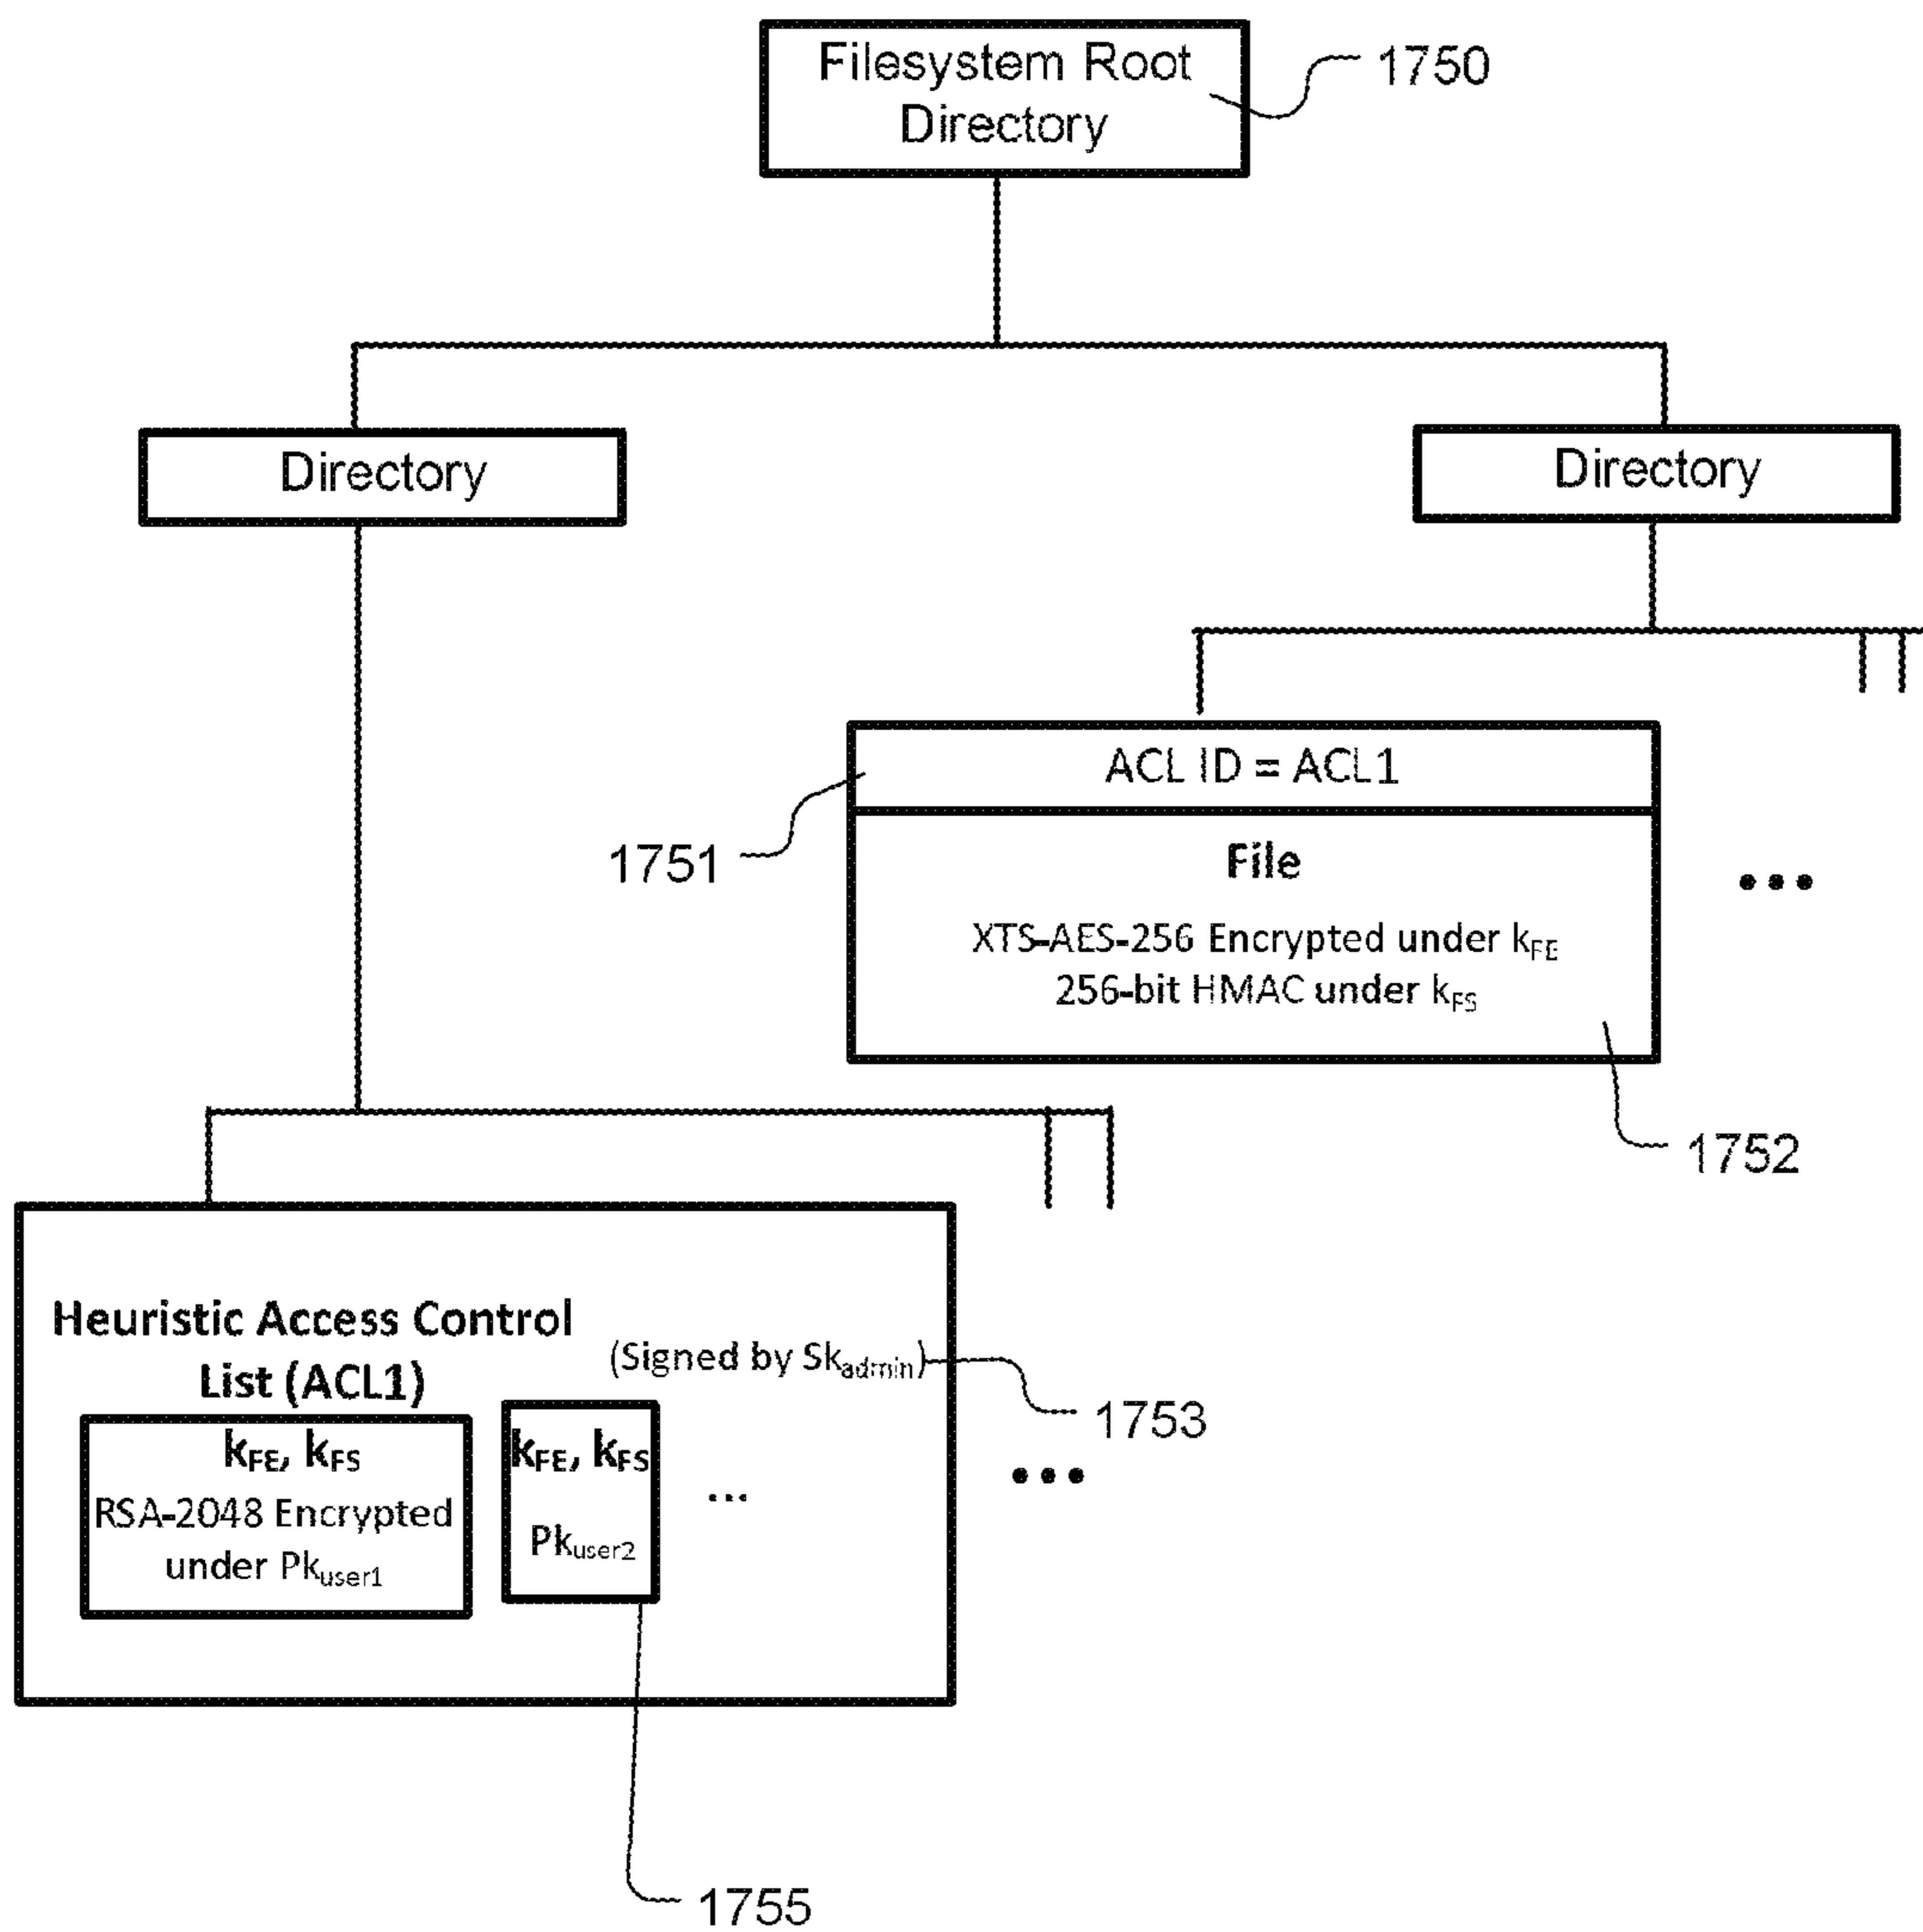 Filesystem Root
Directory
1750
Directory
Directory
ACL ID = ACL1
1751
File
XTS-AES-256 Encrypted under kFE
256-bit HMAC under kFS
...
1752
Heuristic Access Control
List (ACL1)
(Signed by Skadmin)
1753
kFE, kFS
RSA-2048 Encrypted
under Pkuser1
kFE, kFS
Pkuser2
...
...
1755